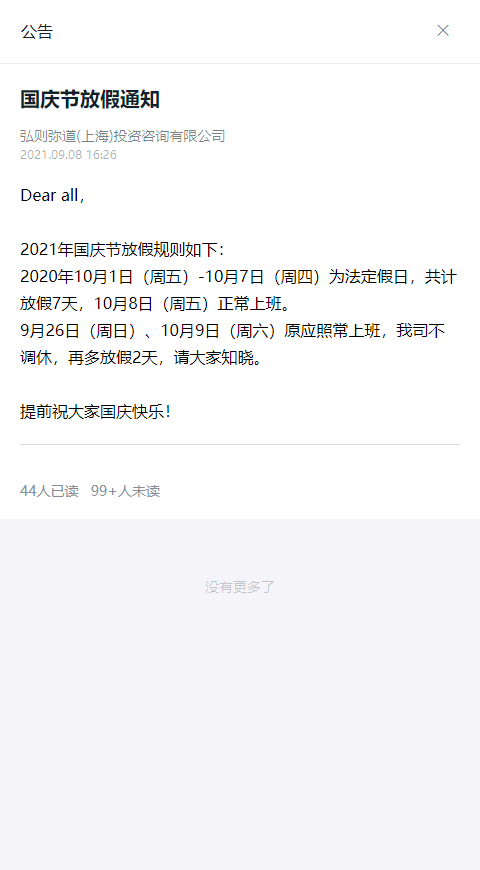 公告
国庆节放假通知
弘则弥道(上海)投资咨询有限公司
2021.09.08 16:26
Dear all，
2021年国庆节放假规则如下：
2020年10月1日（周五）-10月7日（周四）为法定假日，共计
放假7天，10月8日（周五）正常上班。
9月26日（周日）、10月9日（周六）原应照常上班，我司不
调休，再多放假2天，请大家知晓。
提前祝大家国庆快乐！
44人已读 99+人未读
没有更多了